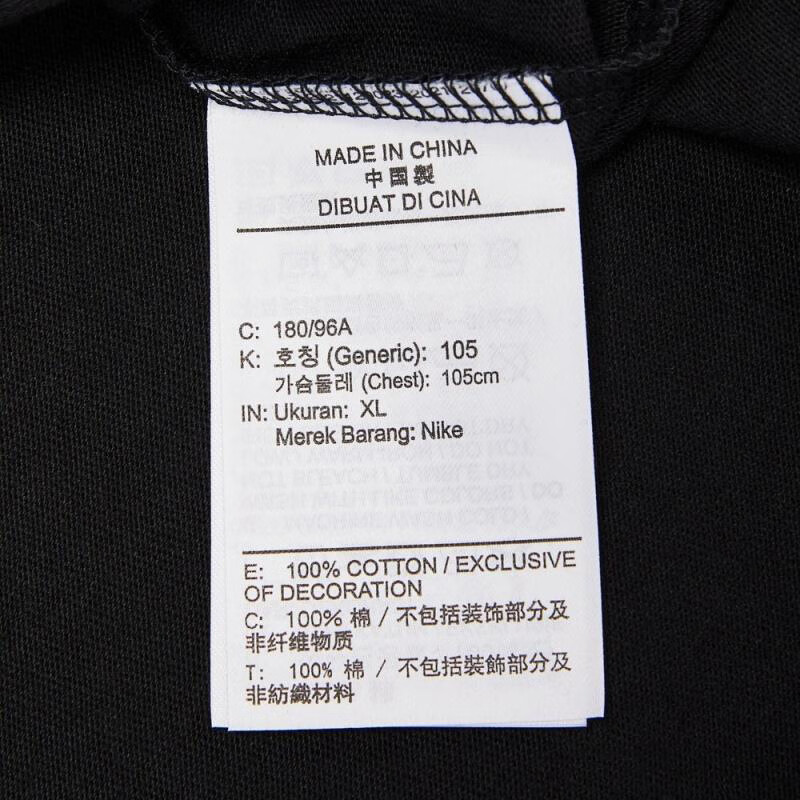 MADE IN CHINA
中國製
DIBUAT DI CINA
C: 180/96A
K: 호칭 (Generic): 105
가슴둘레 (Chest): 105cm
IN: Ukuran: XL
Merek Barang: Nike
E: 100% COTTON / EXCLUSIVE
OF DECORATION
C: 100% 棉 / 不包括装饰部分及
非纤维物质
T: 100% 棉 / 不包括裝飾部分及
非紡織材料